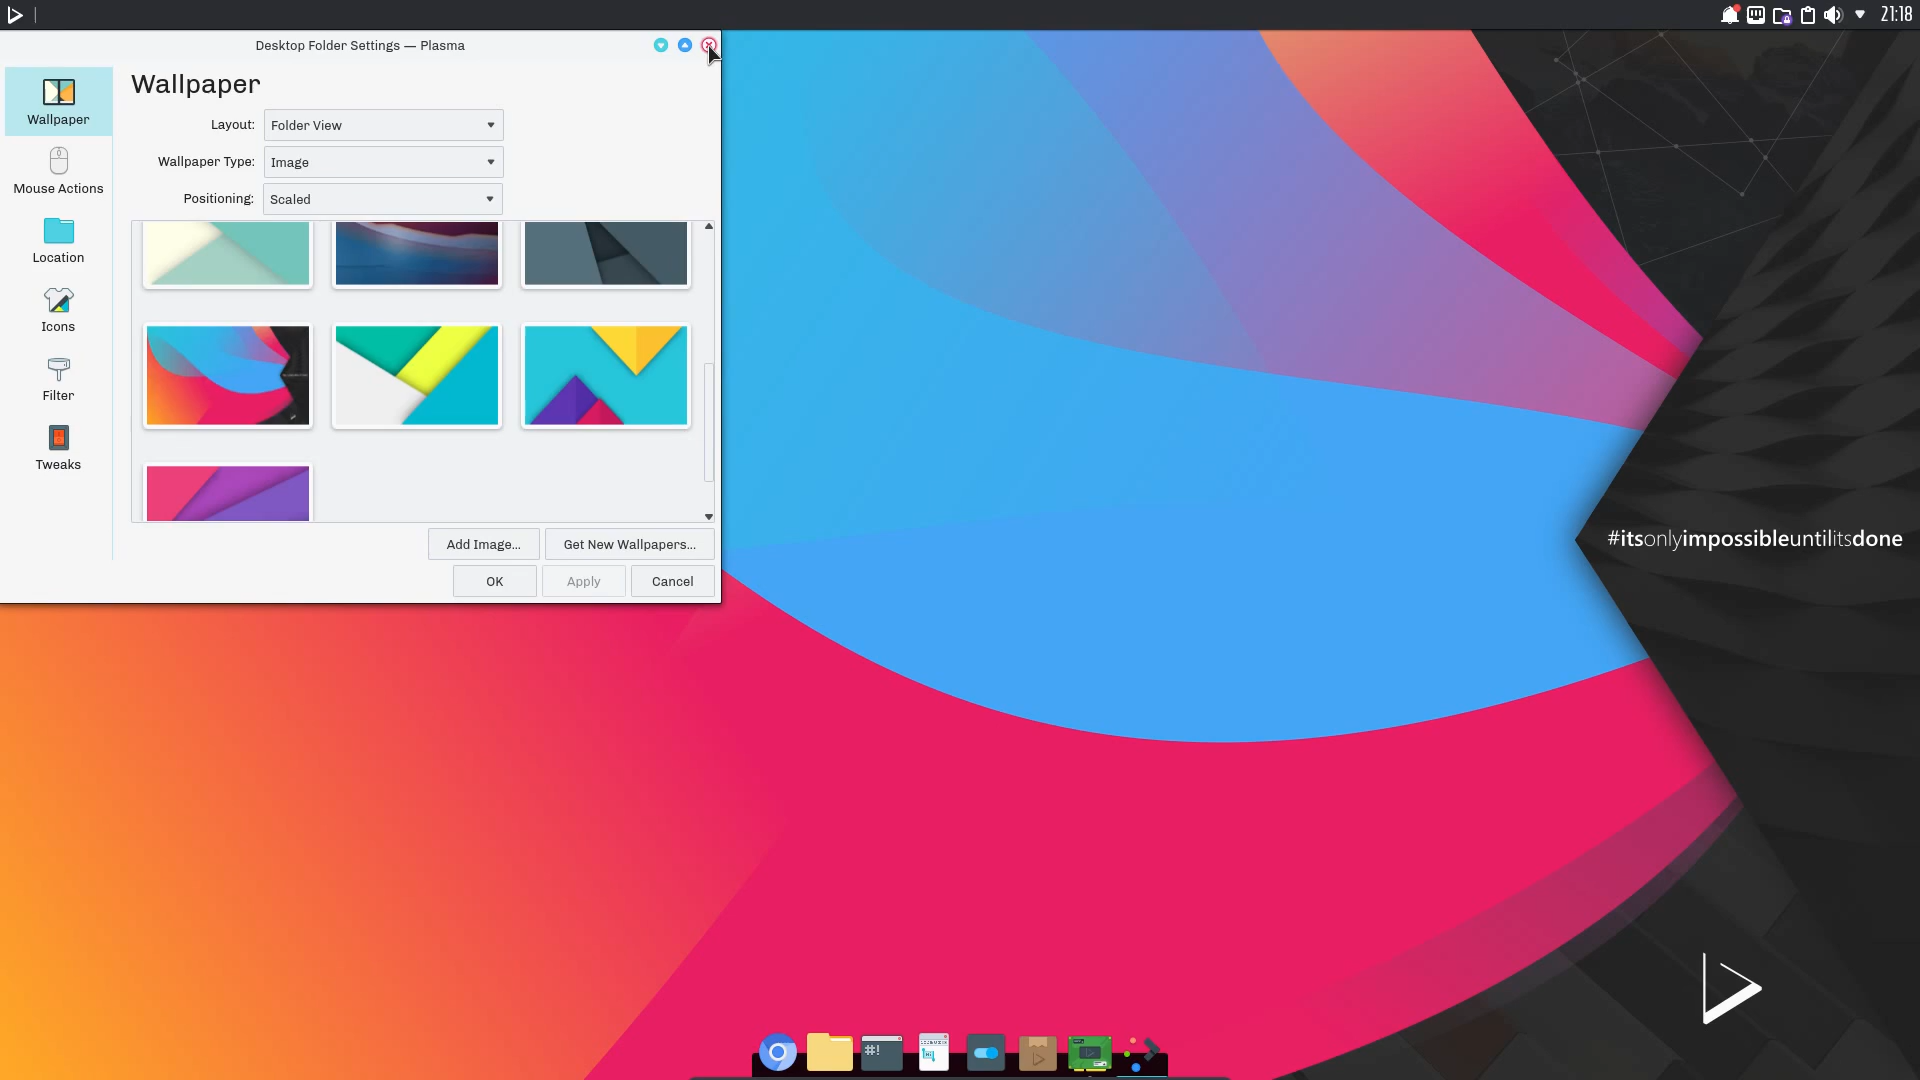 21:18
Desktop Folder Settings — Plasma
Wallpaper
Wallpaper
Mouse Actions
Location
Icons
Filter
Tweaks
Layout: Folder View
Wallpaper Type: Image
Positioning: Scaled
Add Image...
Get New Wallpapers...
OK
Apply
Cancel
#itsonlyimpossibleuntilitsdone
#!